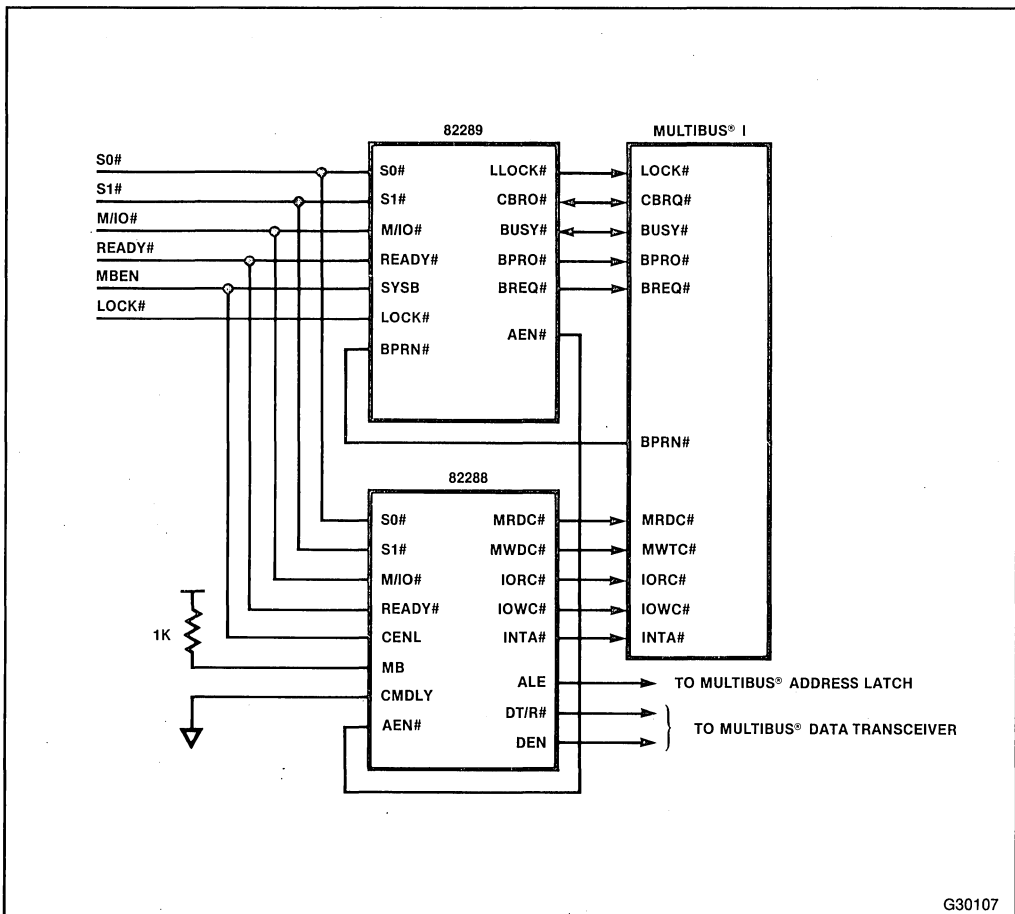 82289
MULTIBUS® I
S0#
S1#
M/IO#
READY#
MBEN
LOCK#
S0#
S1#
M/IO#
READY#
SYSB
LOCK#
BPRN#
LLOCK#
CBRO#
BUSY#
BPRO#
BREQ#
AEN#
LOCK#
CBRQ#
BUSY#
BPRO#
BREQ#
BPRN#
MRDC#
MWTC#
IORC#
IOWC#
INTA#
82288
S0#
S1#
M/IO#
READY#
CENL
MB
CMDLY
AEN#
MRDC#
MWDC#
IORC#
IOWC#
INTA#
ALE
DT/R#
DEN
1K
TO MULTIBUS® ADDRESS LATCH
TO MULTIBUS® DATA TRANSCEIVER
G30107